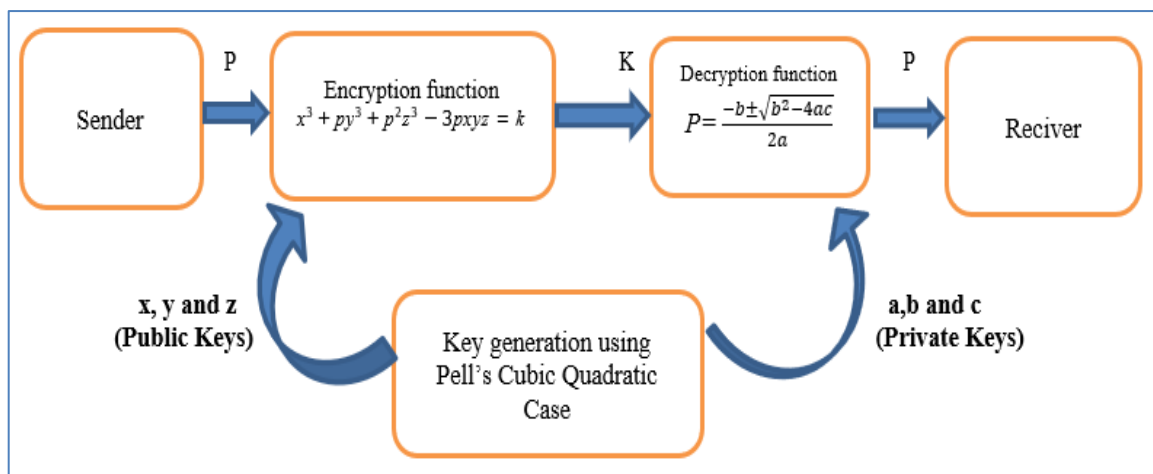 Sender
P
Encryption function
x³ + py³ + p²z³ − 3pxyz = k
K
Decryption function
P=(-b±√(b²−4ac))/2a
P
Reciver
x, y and z
(Public Keys)
Key generation using
Pell's Cubic Quadratic
Case
a,b and c
(Private Keys)